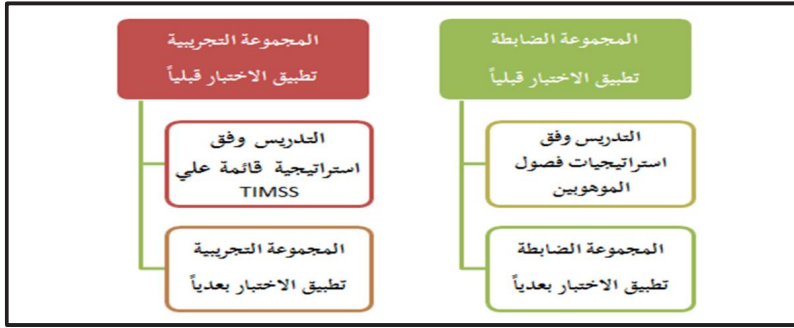 المجموعة الضابطة
تطبيق الاختبار قبلياً
التدريس وفق
استراتيجيات فصول
الموهوبين
المجموعة الضابطة
تطبيق الاختبار بعدياً
المجموعة التجريبية
تطبيق الاختبار قبلياً
التدريس وفق
استراتيجية قائمة علي
TIMSS
المجموعة التجريبية
تطبيق الاختبار بعدياً